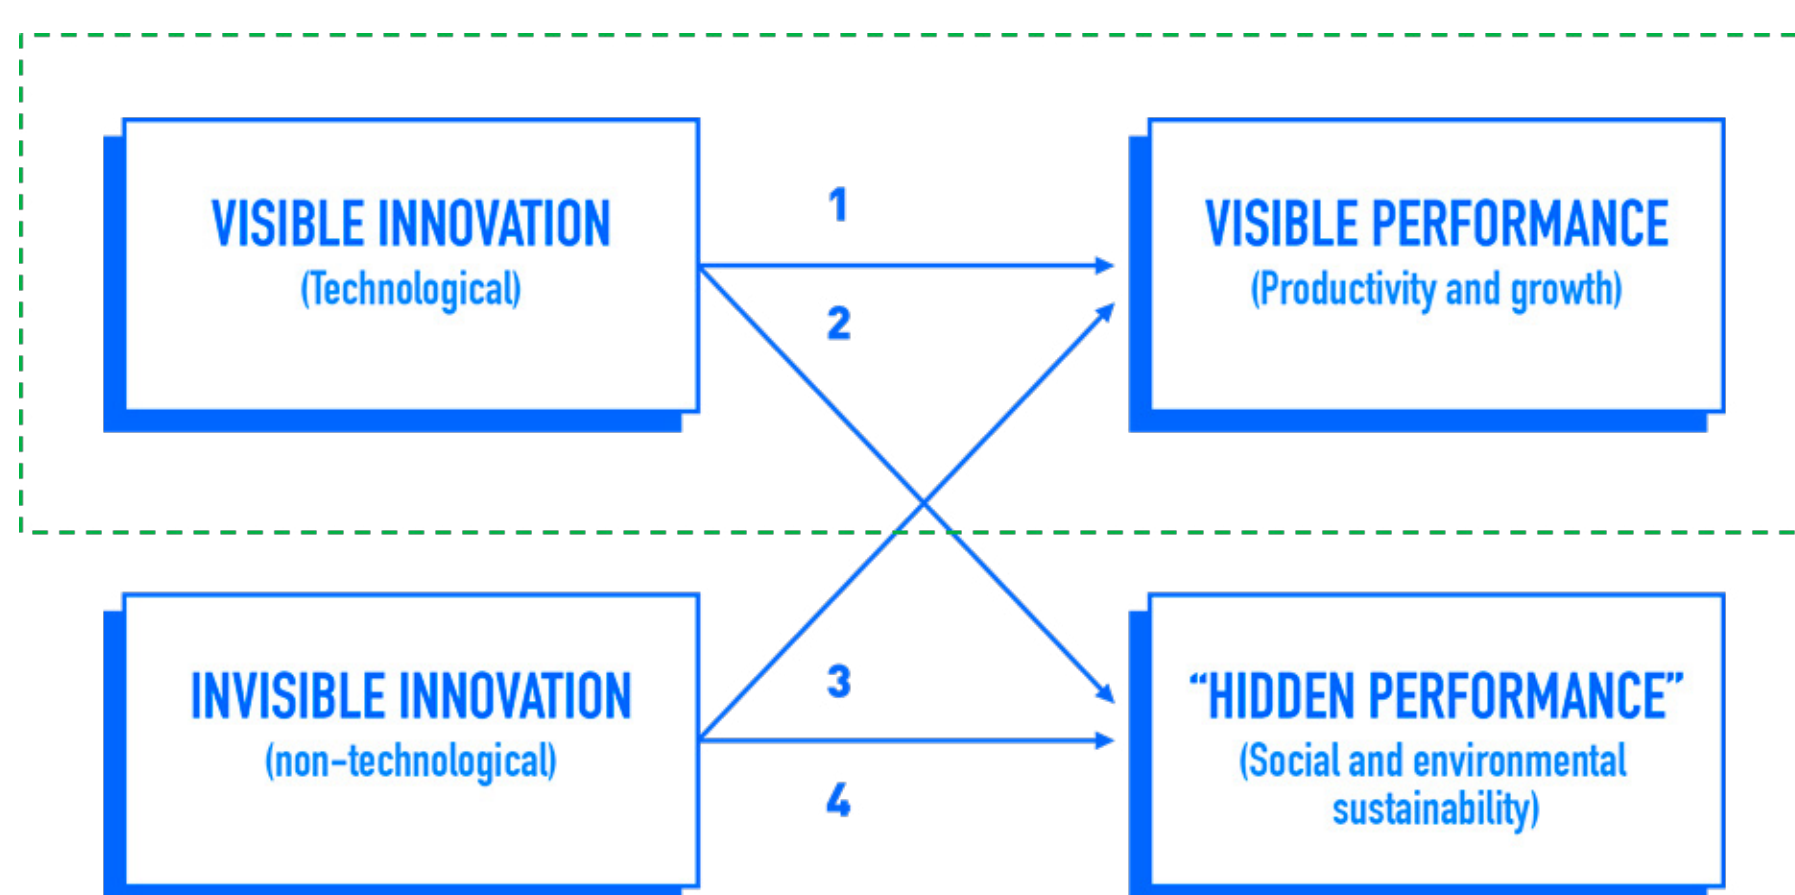 VISIBLE INNOVATION
(Technological)
1
2
VISIBLE PERFORMANCE
(Productivity and growth)
INVISIBLE INNOVATION
(non-technological)
3
4
“HIDDEN PERFORMANCE”
(Social and environmental
sustainability)